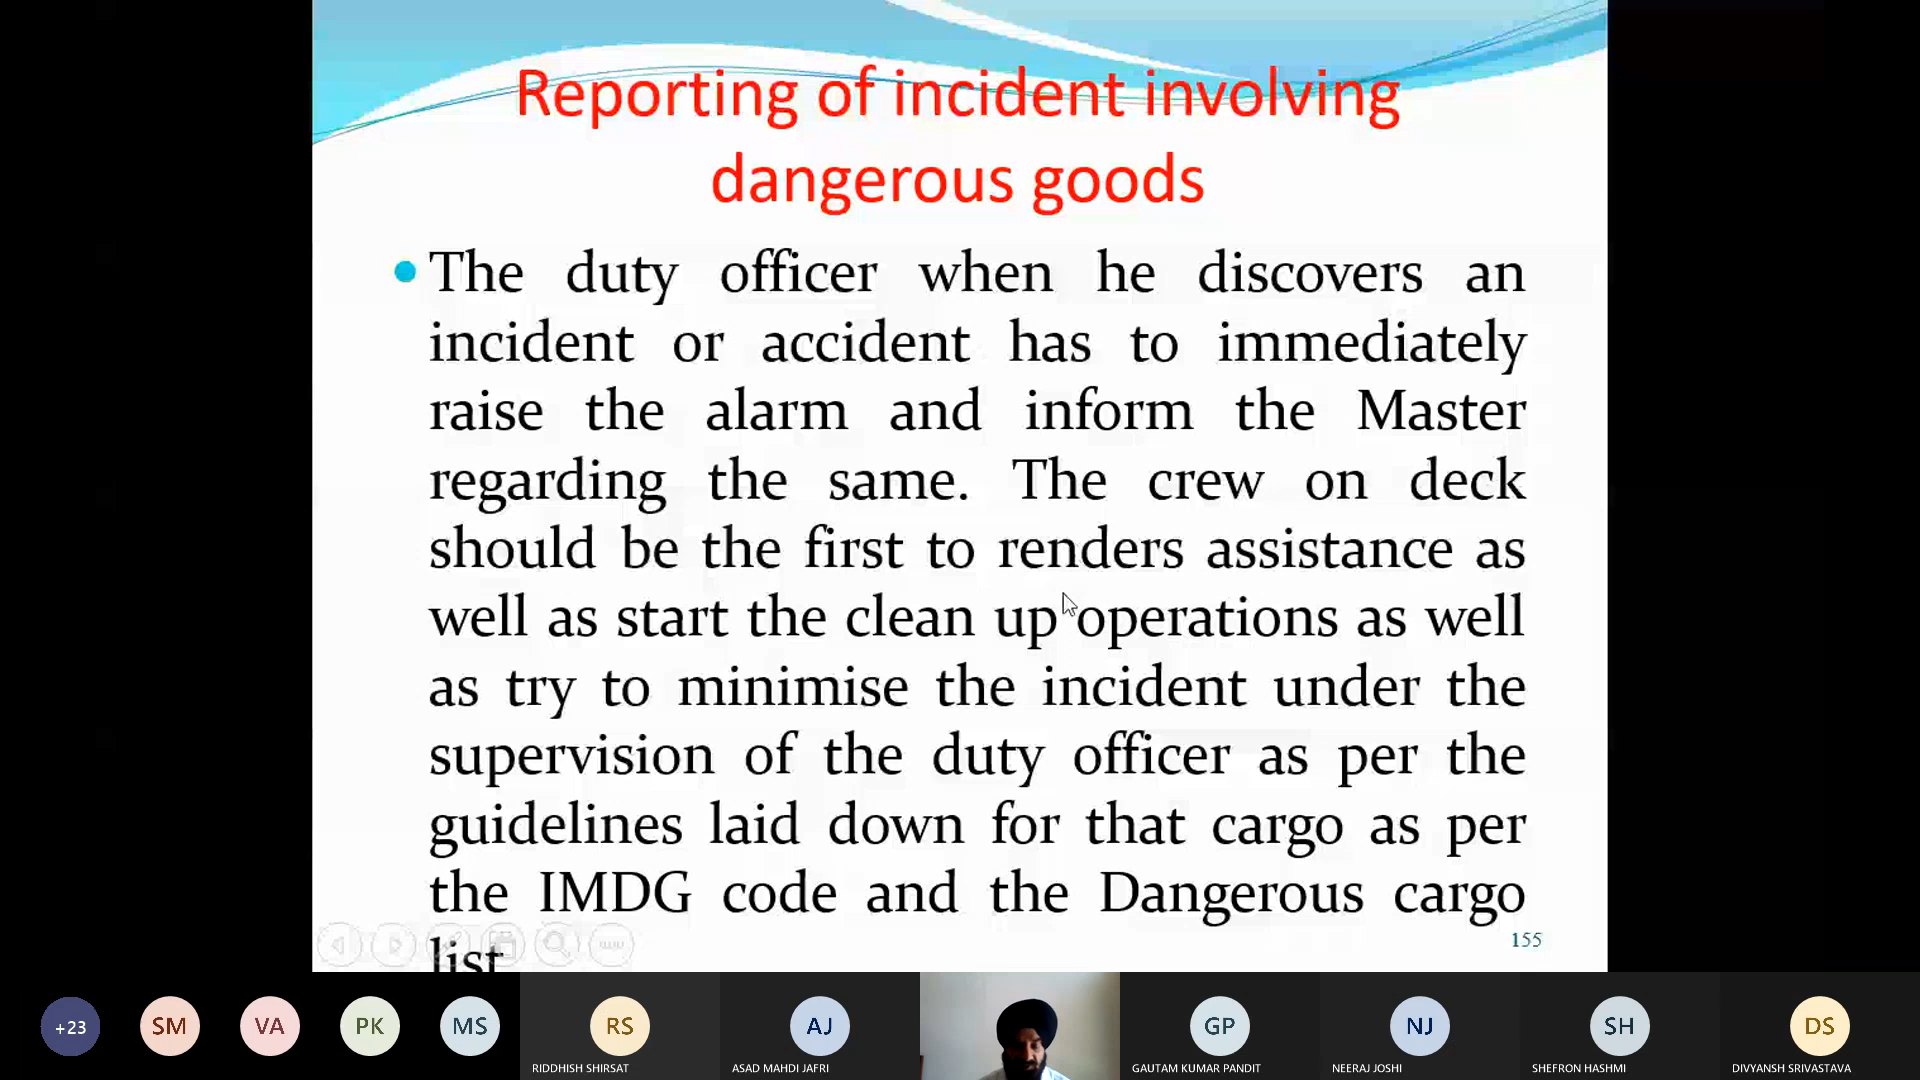 Reporting of incident involving
dangerous goods
The duty officer when he discovers an
incident or accident has to immediately
raise the alarm and inform the Master
regarding the same. The crew on deck
should be the first to renders assistance as
well as start the clean up operations as well
as try to minimise the incident under the
supervision of the duty officer as per the
guidelines laid down for that cargo as per
the IMDG code and the Dangerous cargo
list
155
+23
SM
VA
PK
MS
RS
AJ
GP
NJ
SH
DS
RIDDHISH SHIRSAT
ASAD MAHDI JAFRI
GAUTAM KUMAR PANDIT
NEERAJ JOSHI
SHEFRON HASHMI
DIVYANSH SRIVASTAVA